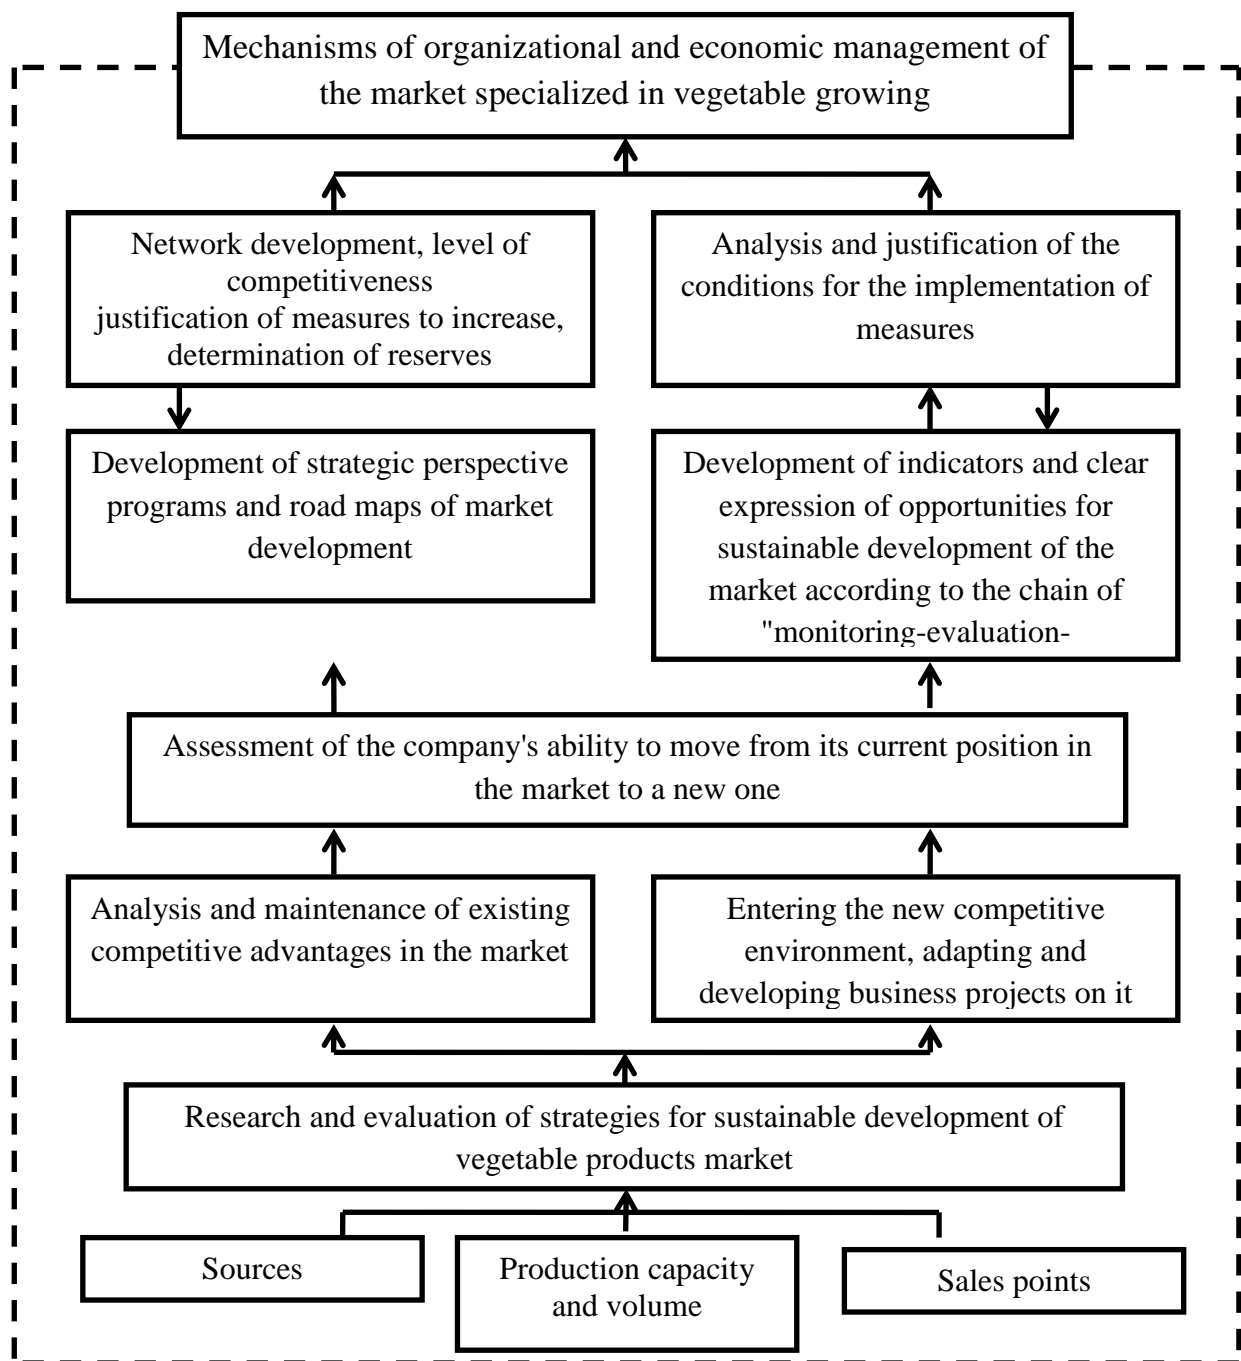 Mechanisms of organizational and economic management of
the market specialized in vegetable growing
Network development, level of
competitiveness
justification of measures to increase,
determination of reserves
Analysis and justification of the
conditions for the implementation of
measures
Development of strategic perspective
programs and road maps of market
development
Development of indicators and clear
expression of opportunities for
sustainable development of the
market according to the chain of
"monitoring-evaluation-
Assessment of the company's ability to move from its current position in
the market to a new one
Analysis and maintenance of existing
competitive advantages in the market
Entering the new competitive
environment, adapting and
developing business projects on it
Research and evaluation of strategies for sustainable development of
vegetable products market
Sources
Production capacity
and volume
Sales points